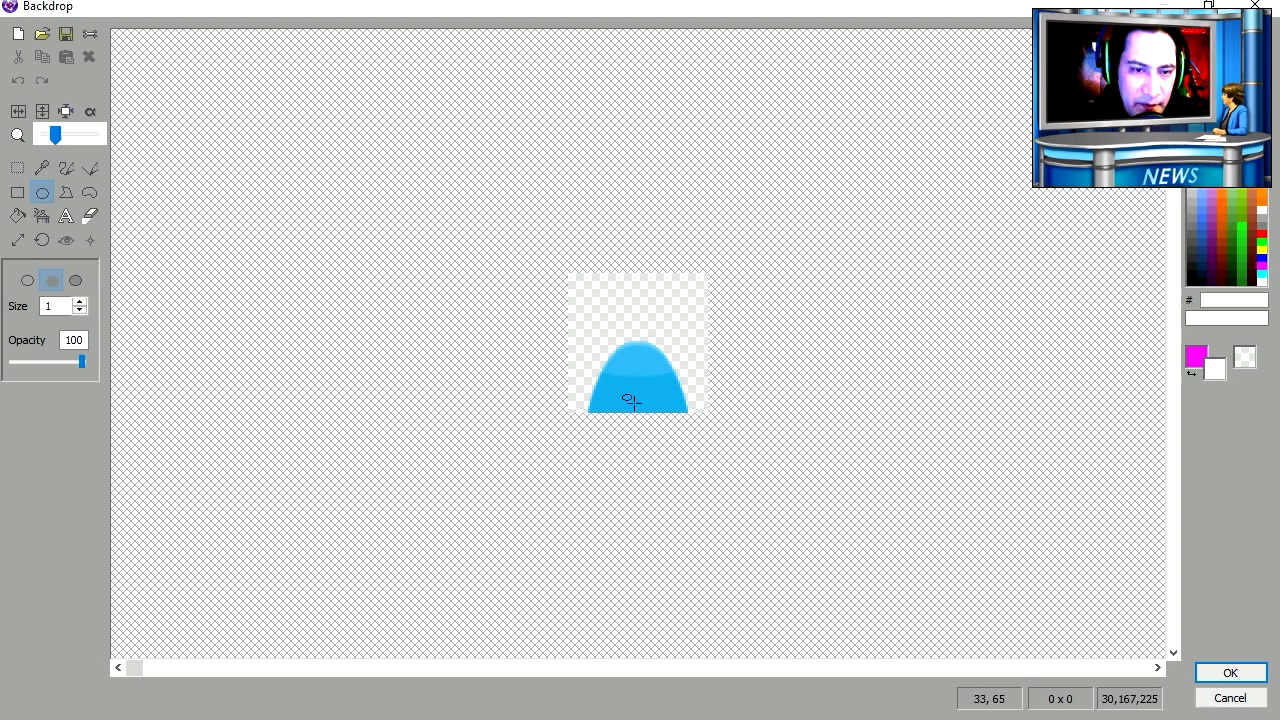 Backdrop
NEWS
Size
1
Opacity
100
#
33, 65
0 x 0
30,167,225
OK
Cancel